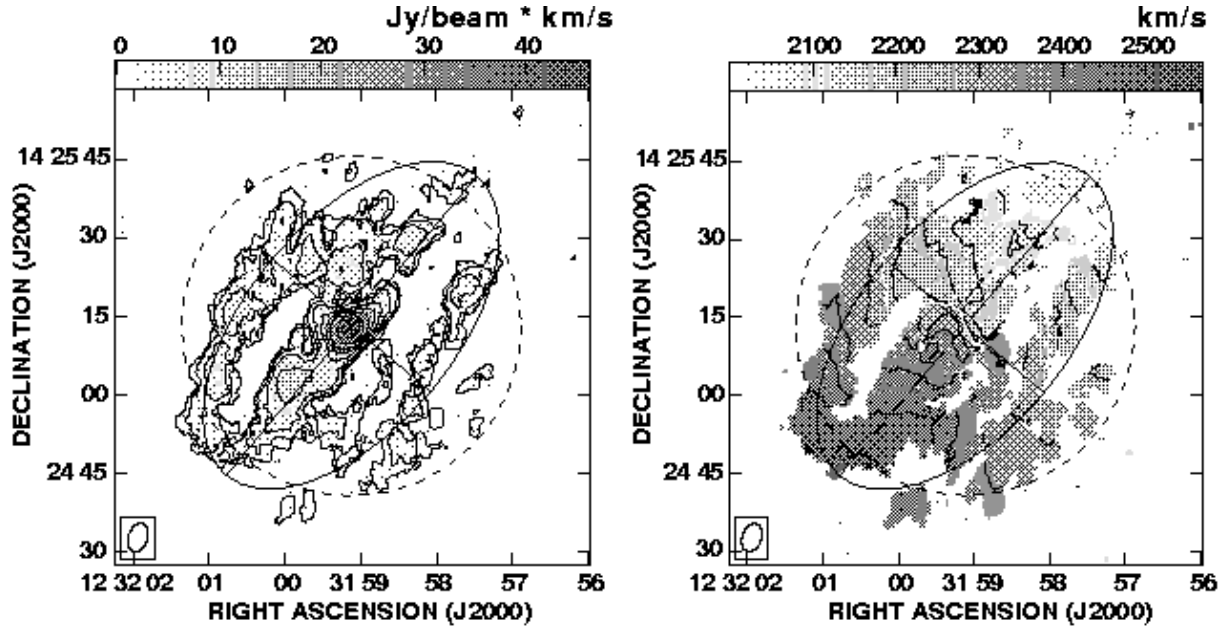 Jy/beam * km/s
0 10 20 30 40
DECLINATION (J2000)
14 25 45
30
15
00
24 45
30
12 32 02 01 00 31 59 58 57 56
RIGHT ASCENSION (J2000)
km/s
2100 2200 2300 2400 2500
DECLINATION (J2000)
14 25 45
30
15
00
24 45
30
12 32 02 01 00 31 59 58 57 56
RIGHT ASCENSION (J2000)